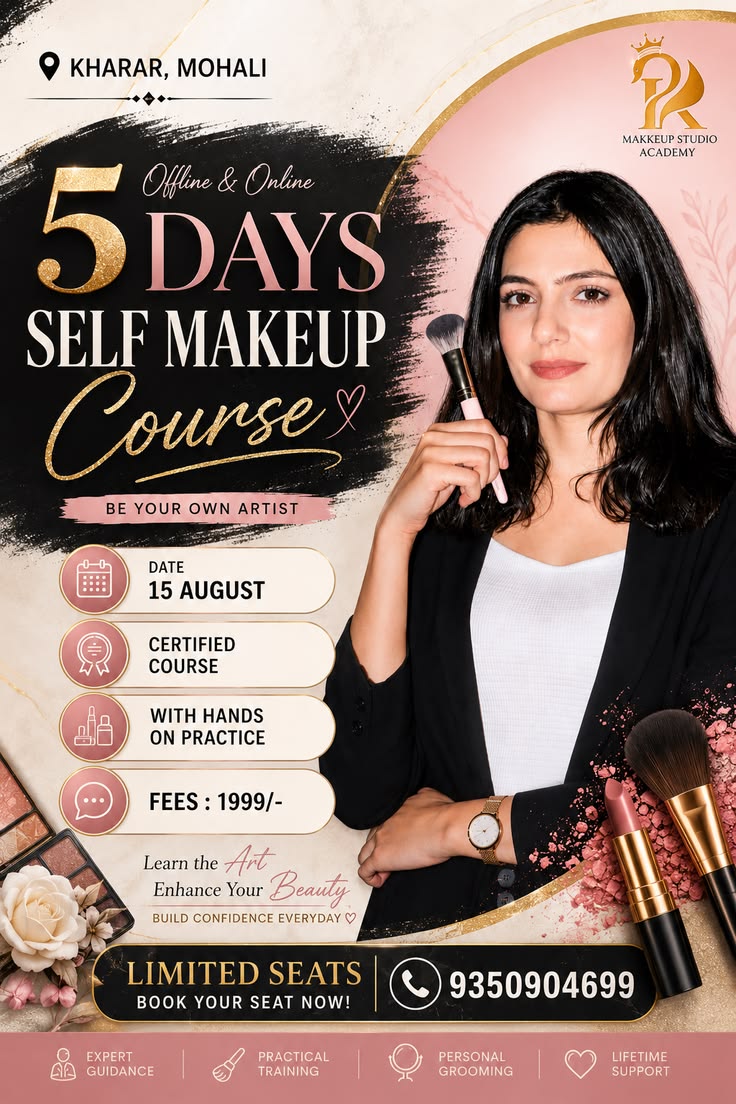 KHARAR, MOHALI
PR
MAKKEUP STUDIO
ACADEMY
Offline & Online
5 DAYS
SELF MAKEUP
Course
BE YOUR OWN ARTIST
DATE
15 AUGUST
CERTIFIED
COURSE
WITH HANDS
ON PRACTICE
FEES : 1999/-
Learn the Art
Enhance Your Beauty
BUILD CONFIDENCE EVERYDAY
LIMITED SEATS
BOOK YOUR SEAT NOW!
9350904699
EXPERT
GUIDANCE
PRACTICAL
TRAINING
PERSONAL
GROOMING
LIFETIME
SUPPORT